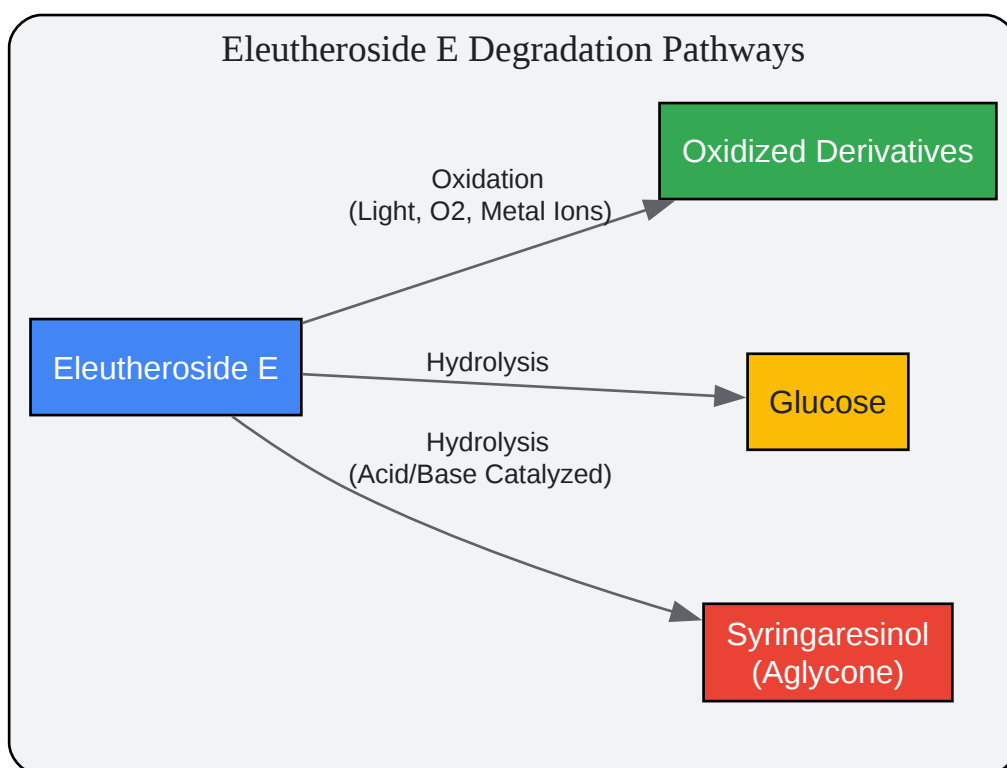 Eleutheroside E Degradation Pathways
Oxidized Derivatives
Oxidation
(Light, O2, Metal Ions)
Eleutheroside E
Hydrolysis
Glucose
Hydrolysis
(Acid/Base Catalyzed)
Syringaresinol
(Aglycone)